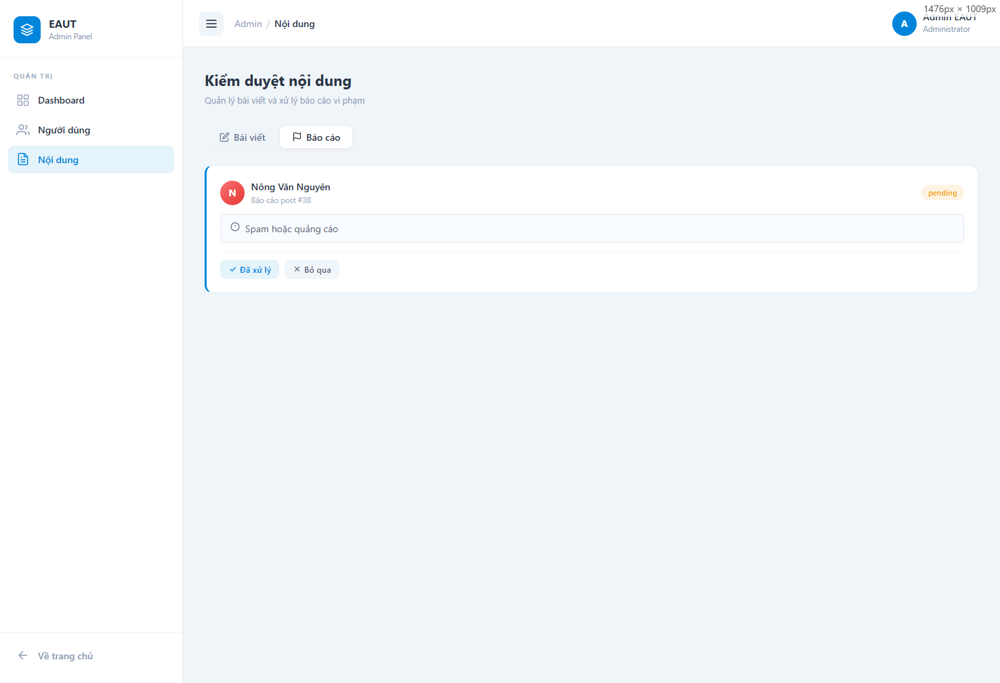 EAUT
Admin Panel
QUẢN TRỊ
Dashboard
Người dùng
Nội dung
Về trang chủ
Admin / Nội dung
1476px × 1009px
A
Admin EAUT
Administrator
Kiểm duyệt nội dung
Quản lý bài viết và xử lý báo cáo vi phạm
Bài viết
Báo cáo
N
Nông Văn Nguyên
Báo cáo post #38
pending
Spam hoặc quảng cáo
Đã xử lý
Bỏ qua